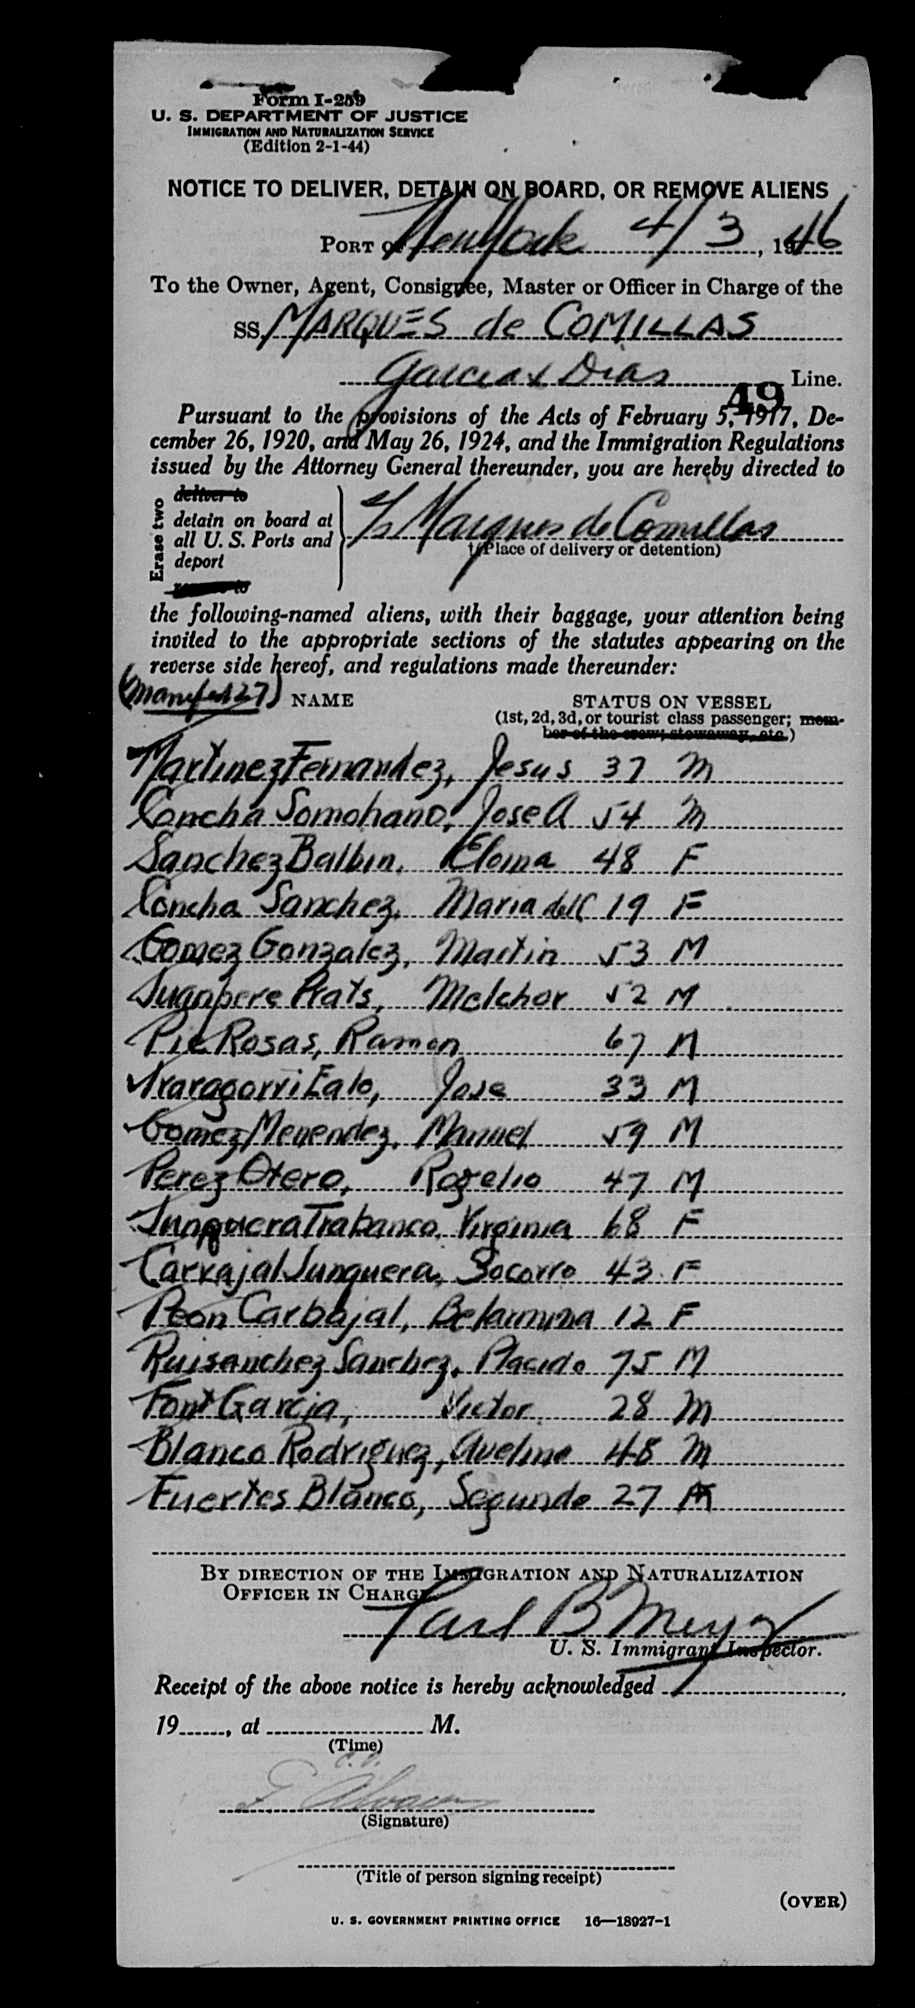 Form I-259
U. S. DEPARTMENT OF JUSTICE
IMMIGRATION AND NATURALIZATION SERVICE
(Edition 2-1-44)
NOTICE TO DELIVER, DETAIN ON BOARD, OR REMOVE ALIENS
PORT OF New York 4/3, 1946
To the Owner, Agent, Consignee, Master or Officer in Charge of the
SS MARQUES de COMILLAS
Garcia & Dias Line.
49
Pursuant to the provisions of the Acts of February 5, 1917, De-
cember 26, 1920, and May 26, 1924, and the Immigration Regulations
issued by the Attorney General thereunder, you are hereby directed to
Erase two
deliver to
detain on board at
all U. S. Ports and
deport
S/S Marques de Comillas
(Place of delivery or detention)
the following-named aliens, with their baggage, your attention being
invited to the appropriate sections of the statutes appearing on the
reverse side hereof, and regulations made thereunder:
(Manifest 27) NAME STATUS ON VESSEL
(1st, 2d, 3d, or tourist class passenger; mem-
ber of the crew; stowaway, etc.)
Martinez Fernandez, Jesus 37 M
Concha Somohano, Jose A 54 M
Sanchez Balbin, Eloina 48 F
Concha Sanchez, Maria del C 19 F
Gomez Gonzalez, Martin 53 M
Juanpere Prats, Melchor 52 M
Pie Rosas, Ramon 67 M
Jose 33 M
Gomez Menendez, Manuel 59 M
Perez Otero, Rogelio 47 M
Junquera Trabanco, Virginia 68 F
Carvajal Junquera, Socorro 43 F
Peon Carbajal, Belarmina 12 F
Ruisanchez Sanchez, Placido 75 M
Font Garcia, Victor 28 M
Blanco Rodriguez, Avelino 48 M
Fuertes Blanco, Segundo 27 M
BY DIRECTION OF THE IMMIGRATION AND NATURALIZATION
OFFICER IN CHARGE
Carl B Meyer
U. S. Immigrant Inspector.
Receipt of the above notice is hereby acknowledged
19, at M.
(Time)
(Signature)
(Title of person signing receipt)
(OVER)
U. S. GOVERNMENT PRINTING OFFICE 16—18927-1